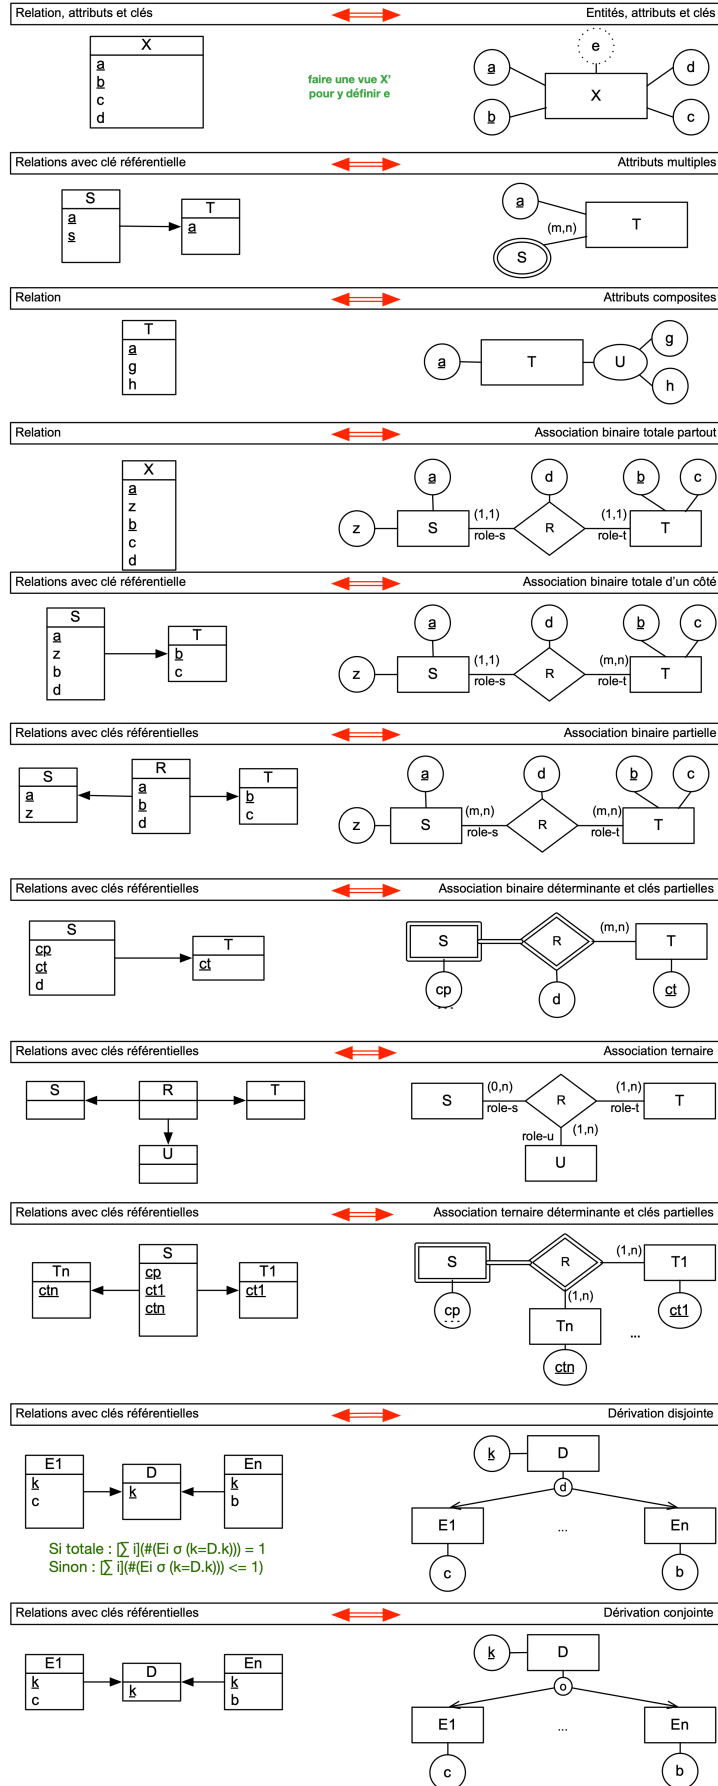 Relation, attributs et clés
Entités, attributs et clés
X
a
b
c
d
faire une vue X'
pour y définir e
e
a
d
X
b
c
Relations avec clé référentielle
Attributs multiples
S
a
s
T
a
a
(m,n)
T
S
Relation
Attributs composites
T
a
g
h
a
T
U
g
h
Relation
Association binaire totale partout
X
a
z
b
c
d
a
d
b
c
z
S
(1,1)
role-s
R
(1,1)
role-t
T
Relations avec clé référentielle
Association binaire totale d'un côté
S
a
z
b
d
T
b
c
a
d
b
c
z
S
(1,1)
role-s
R
(m,n)
role-t
T
Relations avec clés référentielles
Association binaire partielle
S
a
z
R
a
b
d
T
b
c
a
d
b
c
z
S
(m,n)
role-s
R
(m,n)
role-t
T
Relations avec clés référentielles
Association binaire déterminante et clés partielles
S
cp
ct
d
T
ct
S
R
(m,n)
T
cp
d
ct
Relations avec clés référentielles
Association ternaire
S
R
T
U
S
(0,n)
role-s
R
(1,n)
role-t
T
role-u
(1,n)
U
Relations avec clés référentielles
Association ternaire déterminante et clés partielles
Tn
ctn
S
cp
ct1
ctn
T1
ct1
S
R
(1,n)
T1
cp
(1,n)
ct1
Tn
...
ctn
Relations avec clés référentielles
Dérivation disjointe
E1
k
c
D
k
En
k
b
Si totale : [∑ i](#(Ei σ (k=D.k))) = 1
Sinon : [∑ i](#(Ei σ (k=D.k))) <= 1)
k
D
d
E1
...
En
c
b
Relations avec clés référentielles
Dérivation conjointe
E1
k
c
D
k
En
k
b
k
D
o
E1
...
En
c
b